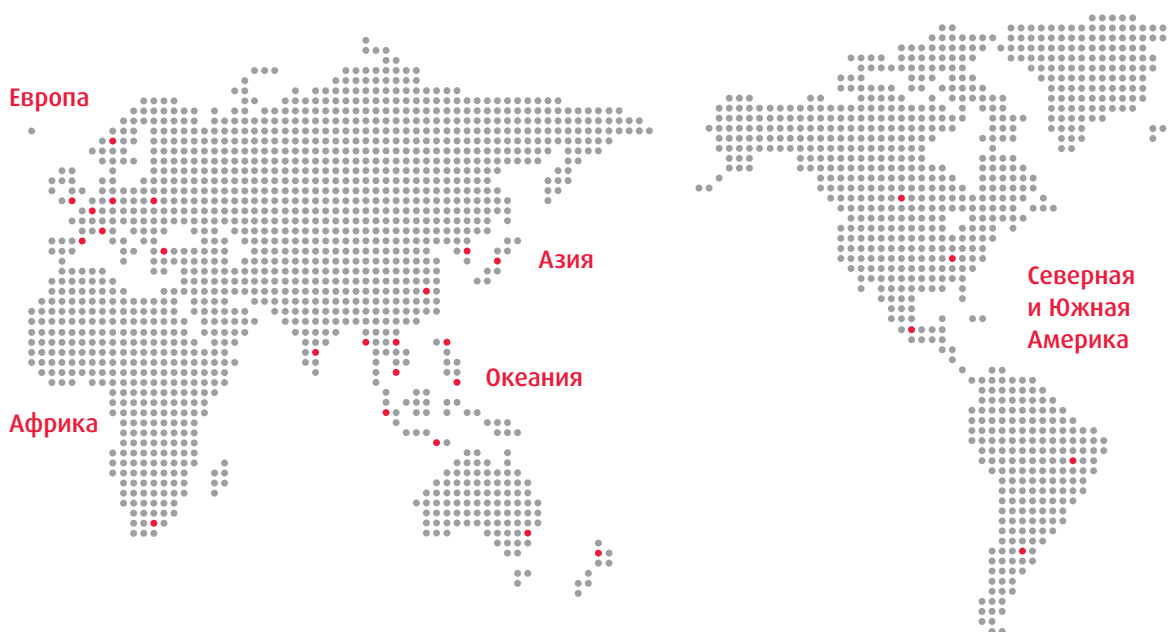 Европа
Азия
Северная
и Южная
Америка
Океания
Африка